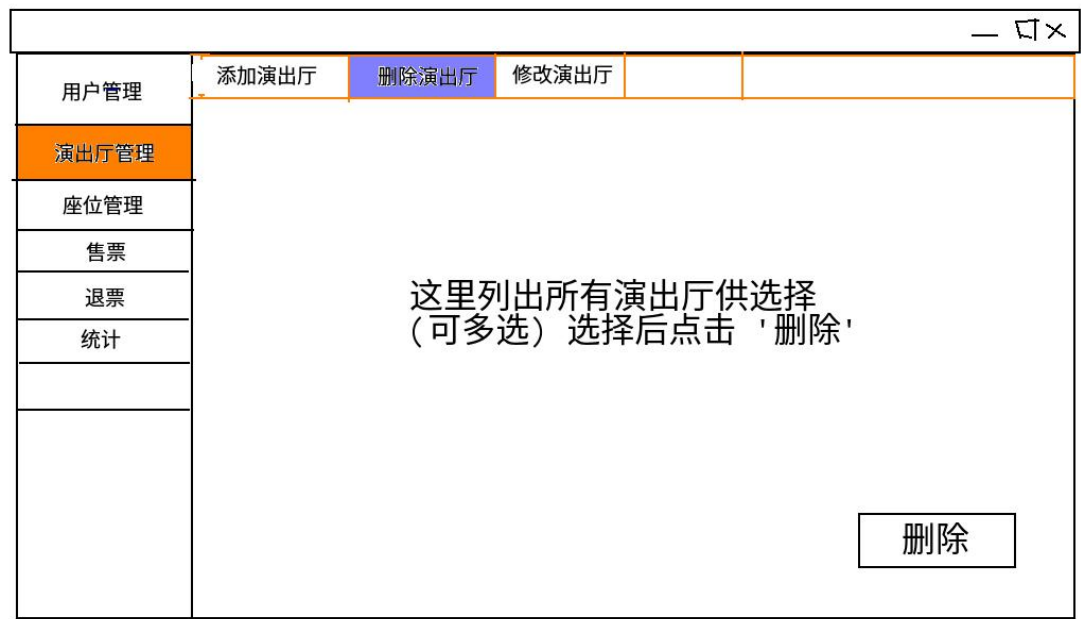 用户管理
添加演出厅
删除演出厅
修改演出厅
演出厅管理
座位管理
售票
退票
统计
这里列出所有演出厅供选择
(可多选) 选择后点击 '删除'
删除